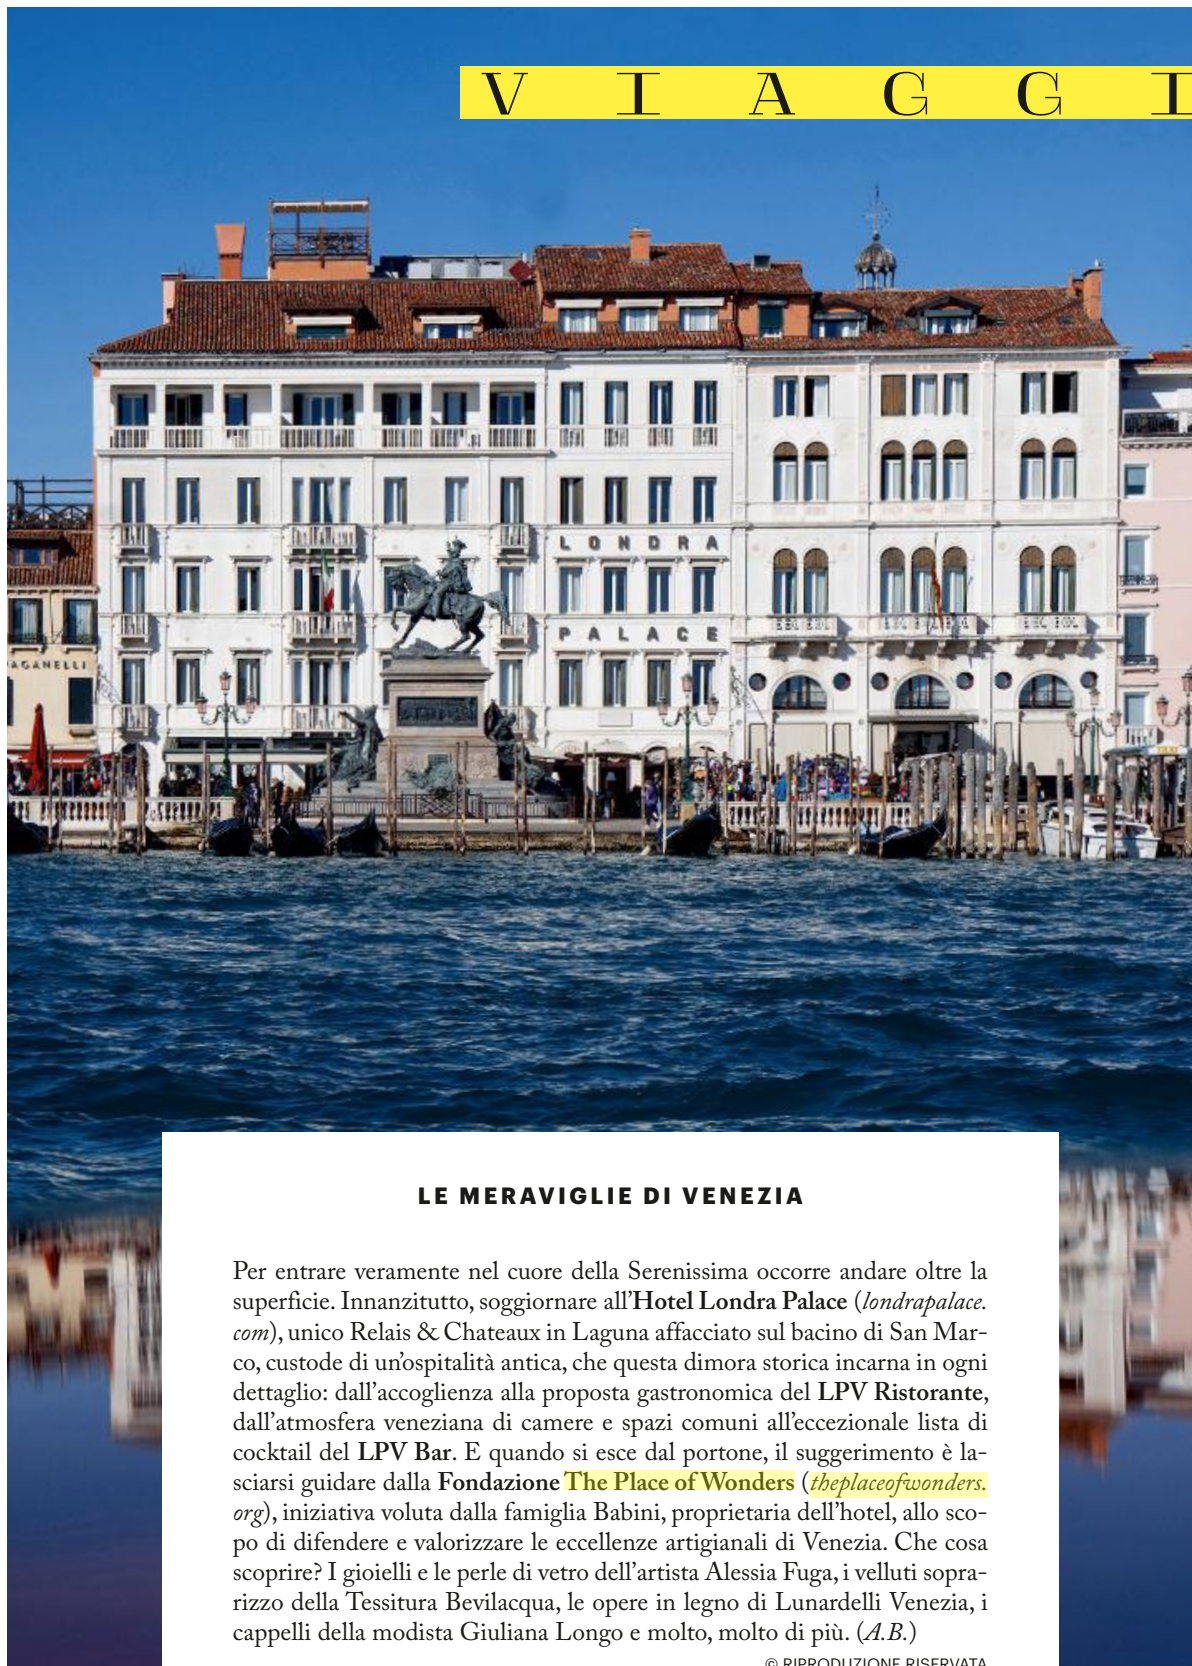 VIAGGI
LONDRA
PALACE
AGANELLI
TAXI
LE MERAVIGLIE DI VENEZIA
Per entrare veramente nel cuore della Serenissima occorre andare oltre la
superficie. Innanzitutto, soggiornare all’Hotel Londra Palace (londrapalace.
com), unico Relais & Chateaux in Laguna affacciato sul bacino di San Mar-
co, custode di un’ospitalità antica, che questa dimora storica incarna in ogni
dettaglio: dall’accoglienza alla proposta gastronomica del LPV Ristorante,
dall’atmosfera veneziana di camere e spazi comuni all’eccezionale lista di
cocktail del LPV Bar. E quando si esce dal portone, il suggerimento è la-
sciarsi guidare dalla Fondazione The Place of Wonders (theplaceofwonders.
org), iniziativa voluta dalla famiglia Babini, proprietaria dell’hotel, allo sco-
po di difendere e valorizzare le eccellenze artigianali di Venezia. Che cosa
scoprire? I gioielli e le perle di vetro dell’artista Alessia Fuga, i velluti sopra-
rizzo della Tessitura Bevilacqua, le opere in legno di Lunardelli Venezia, i
cappelli della modista Giuliana Longo e molto, molto di più. (A.B.)
© RIPRODUZIONE RISERVATA